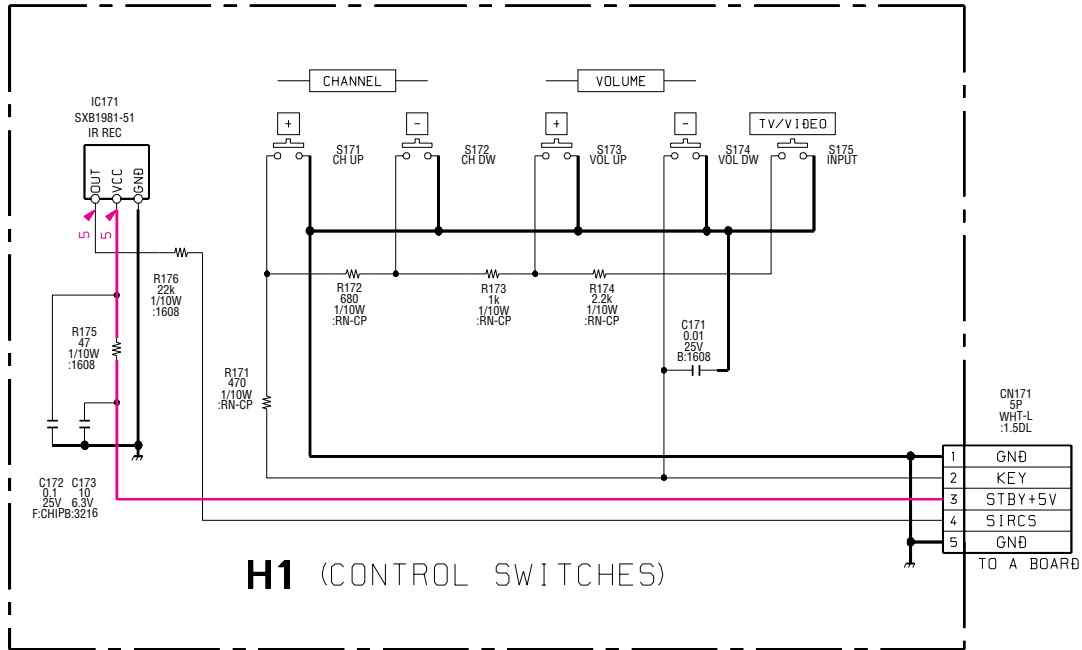 CHANNEL
VOLUME
IC171
SXB1981-51
IR REC
+
-
+
-
TV/VIDEO
S171
CH UP
S172
CH DW
S173
VOL UP
S174
VOL DW
S175
INPUT
OUT
VCC
GND
5
5
R176
22k
1/10W
:1608
R172
680
1/10W
:RN-CP
R173
1k
1/10W
:RN-CP
R174
2.2k
1/10W
:RN-CP
R175
47
1/10W
:1608
C171
0.01
25V
B:1608
R171
470
1/10W
:RN-CP
CN171
5P
WHT-L
:1.5DL
1 GND
2 KEY
3 STBY+5V
4 SIRCS
5 GND
TO A BOARD
C172
0.1
25V
F:CHIP
C173
10
6.3V
B:3216
H1 (CONTROL SWITCHES)